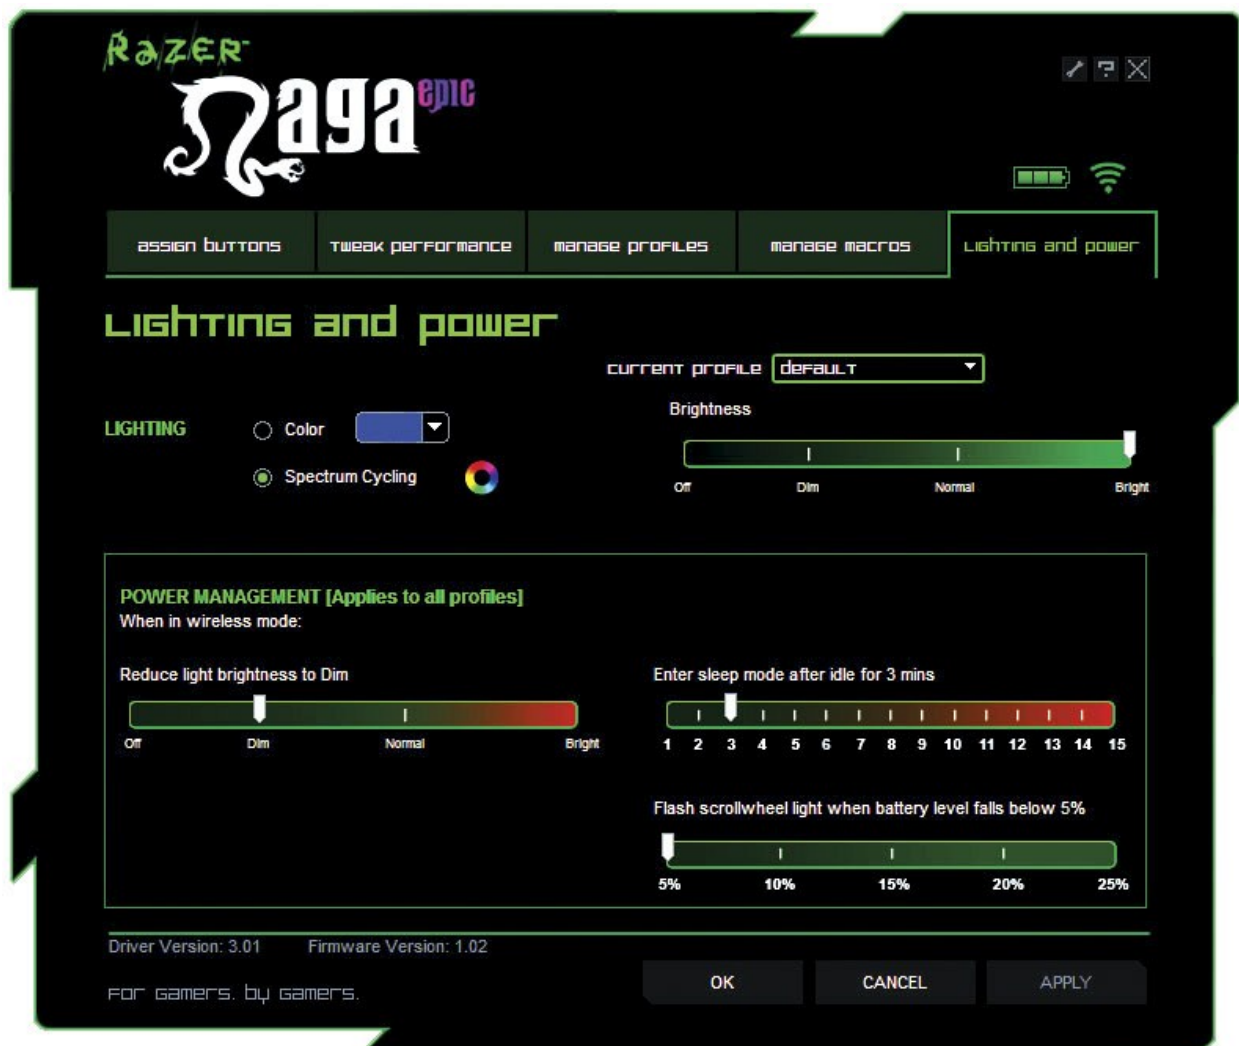 RAZER™
Naga epic
assign buttons
tweak performance
manage profiles
manage macros
Lighting and power
Lighting and power
current profile default
Brightness
LIGHTING Color
Spectrum Cycling
Off Dim Normal Bright
POWER MANAGEMENT [Applies to all profiles]
When in wireless mode:
Reduce light brightness to Dim
Off Dim Normal Bright
Enter sleep mode after idle for 3 mins
1 2 3 4 5 6 7 8 9 10 11 12 13 14 15
Flash scrollwheel light when battery level falls below 5%
5% 10% 15% 20% 25%
Driver Version: 3.01 Firmware Version: 1.02
For gamers. by gamers.
OK CANCEL APPLY